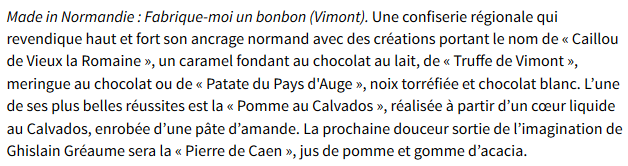 Made in Normandie : Fabrique-moi un bonbon (Vimont). Une confiserie régionale qui
revendique haut et fort son ancrage normand avec des créations portant le nom de « Caillou
de Vieux la Romaine », un caramel fondant au chocolat au lait, de « Truffe de Vimont »,
meringue au chocolat ou de « Patate du Pays d'Auge », noix torréfiée et chocolat blanc. L’une
de ses plus belles réussites est la « Pomme au Calvados », réalisée à partir d’un cœur liquide
au Calvados, enrobée d’une pâte d’amande. La prochaine douceur sortie de l’imagination de
Ghislain Gréaume sera la « Pierre de Caen », jus de pomme et gomme d’acacia.